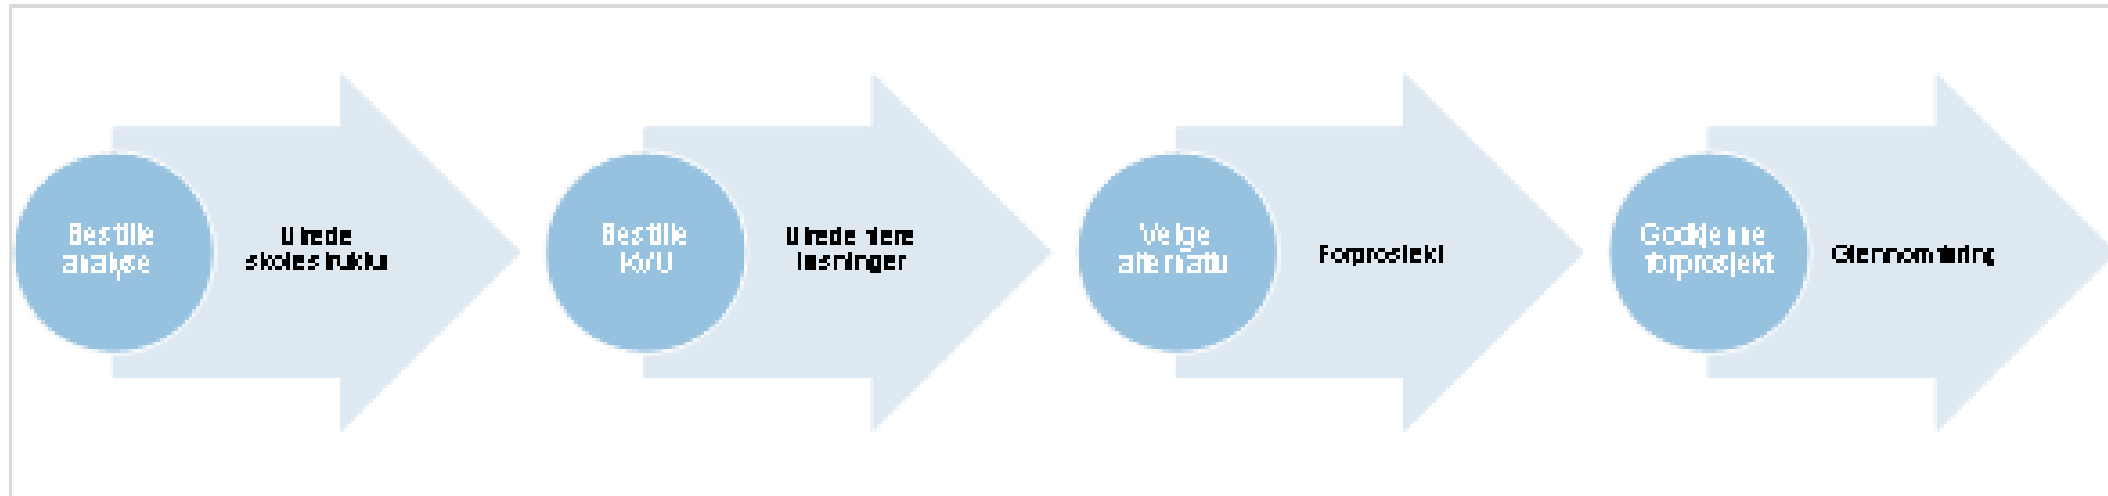 Bestille
analyse
Utrede
skolestruktur
Bestille
KVU
Utrede flere
løsninger
Velge
alternativ
Forprosjekt
Godkjenne
forprosjekt
Gjennomføring